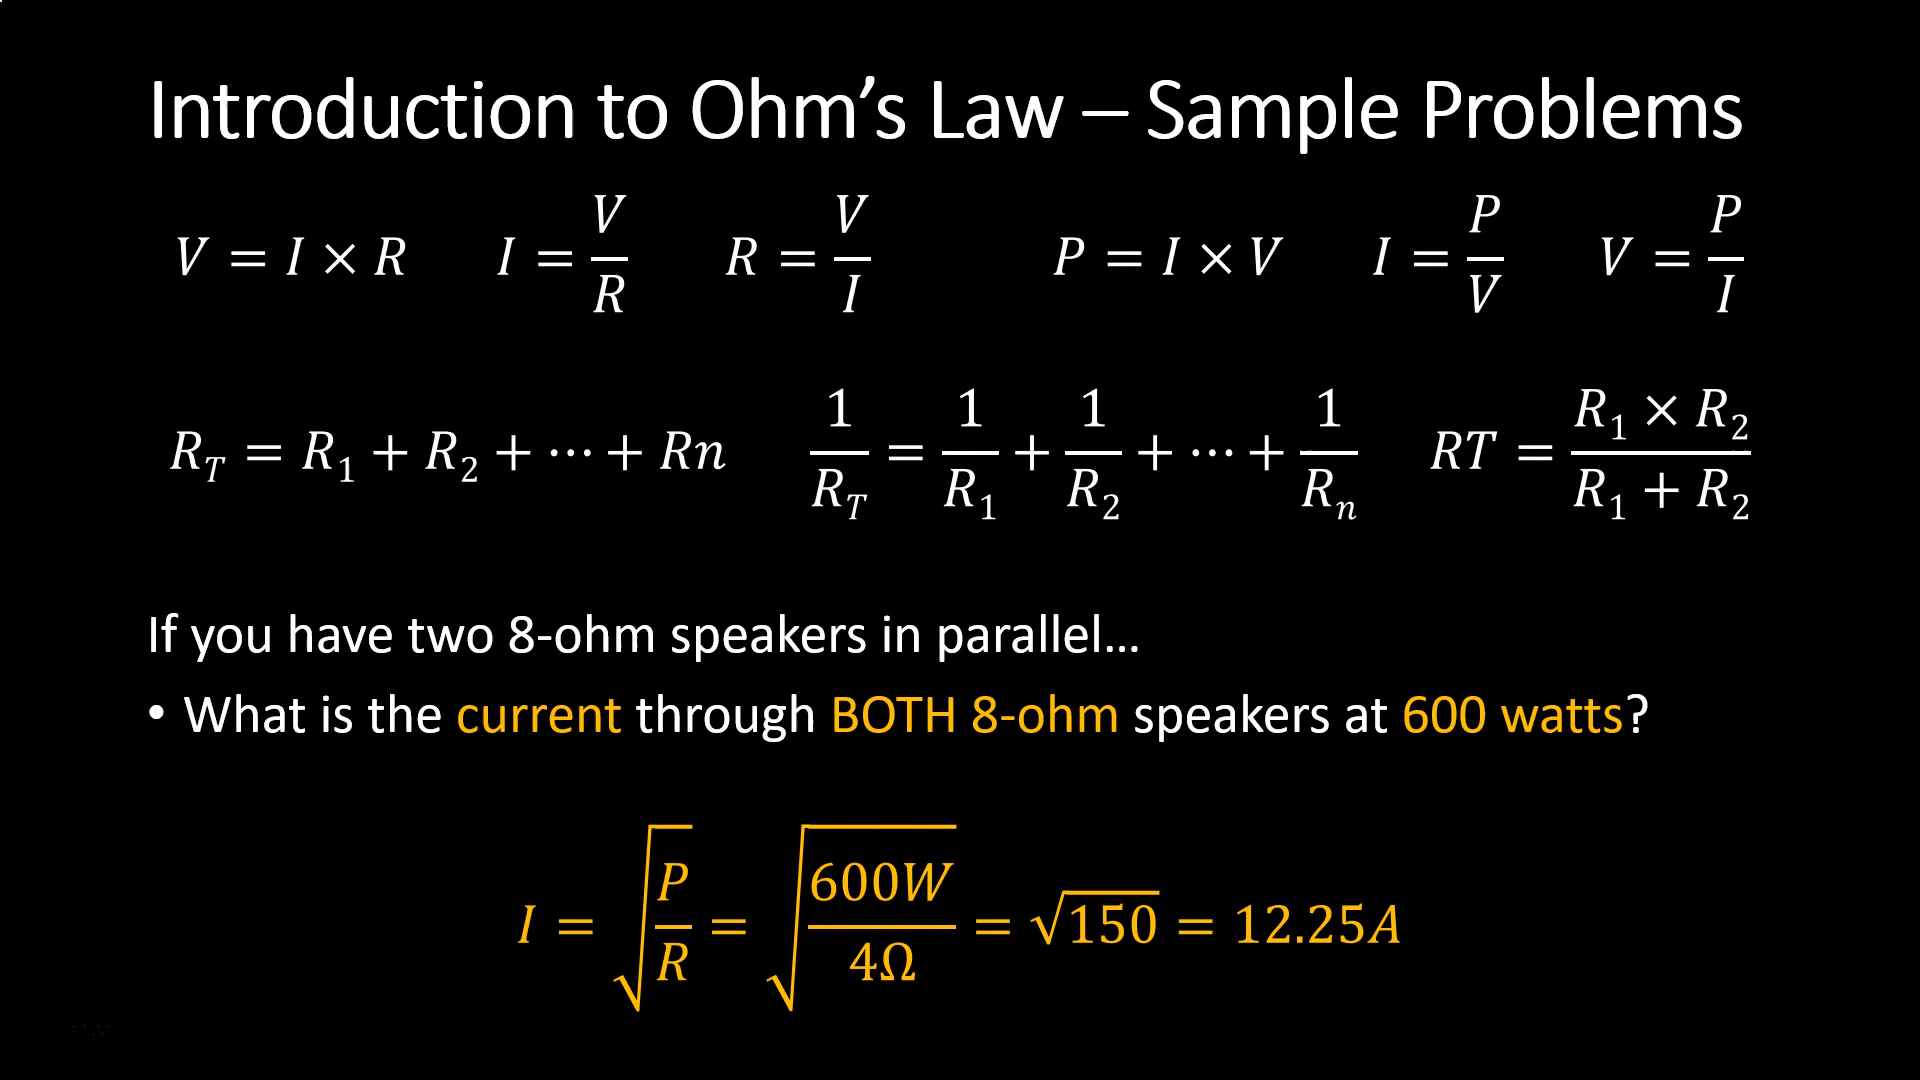 Introduction to Ohm’s Law – Sample Problems
V = I × R   I = V/R   R = V/I   P = I × V   I = P/V   V = P/I
R_T = R_1 + R_2 + ⋯ + Rn   1/R_T = 1/R_1 + 1/R_2 + ⋯ + 1/R_n   RT = (R_1 × R_2)/(R_1 + R_2)
If you have two 8-ohm speakers in parallel…
• What is the current through BOTH 8-ohm speakers at 600 watts?
I = √(P/R) = √(600W/4Ω) = √150 = 12.25A